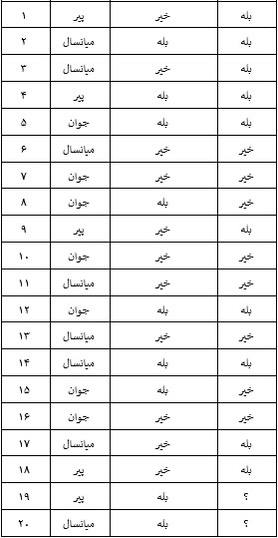 ۱ پیر خیر بله
۲ میانسال بله بله
۳ میانسال خیر بله
۴ پیر بله بله
۵ جوان بله بله
۶ میانسال خیر خیر
۷ جوان خیر خیر
۸ جوان بله خیر
۹ پیر خیر بله
۱۰ جوان خیر خیر
۱۱ میانسال خیر خیر
۱۲ جوان بله بله
۱۳ میانسال خیر خیر
۱۴ میانسال بله بله
۱۵ جوان بله خیر
۱۶ جوان خیر خیر
۱۷ میانسال خیر بله
۱۸ پیر خیر بله
۱۹ پیر بله ؟
۲۰ میانسال بله ؟